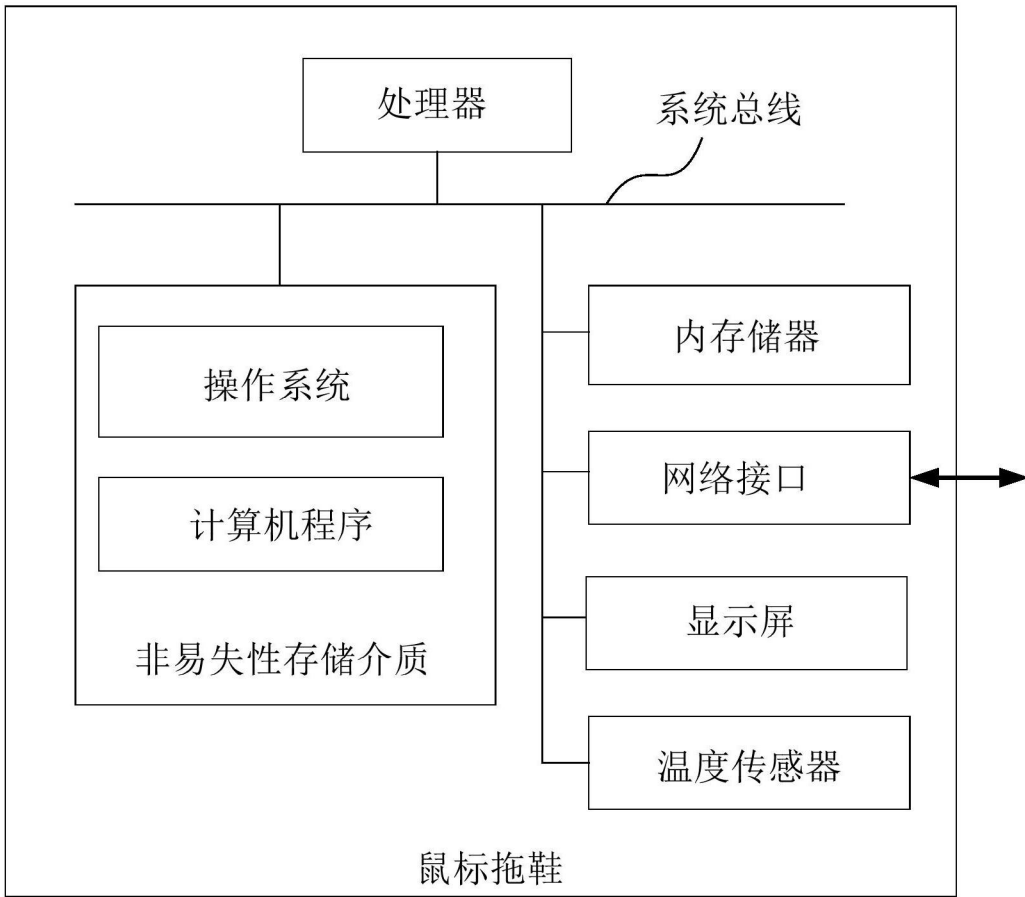 处理器
系统总线
操作系统
计算机程序
非易失性存储介质
内存储器
网络接口
显示屏
温度传感器
鼠标拖鞋